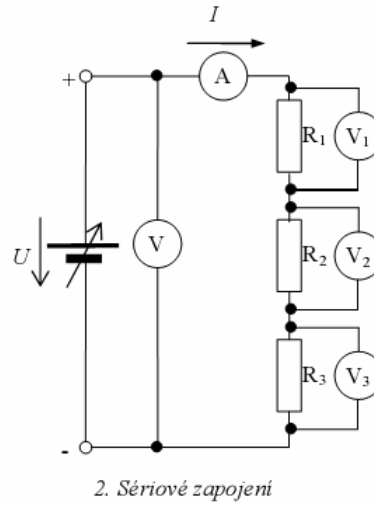 I
+
A
R1
V1
U
V
R2
V2
R3
V3
-
2. Sériové zapojení